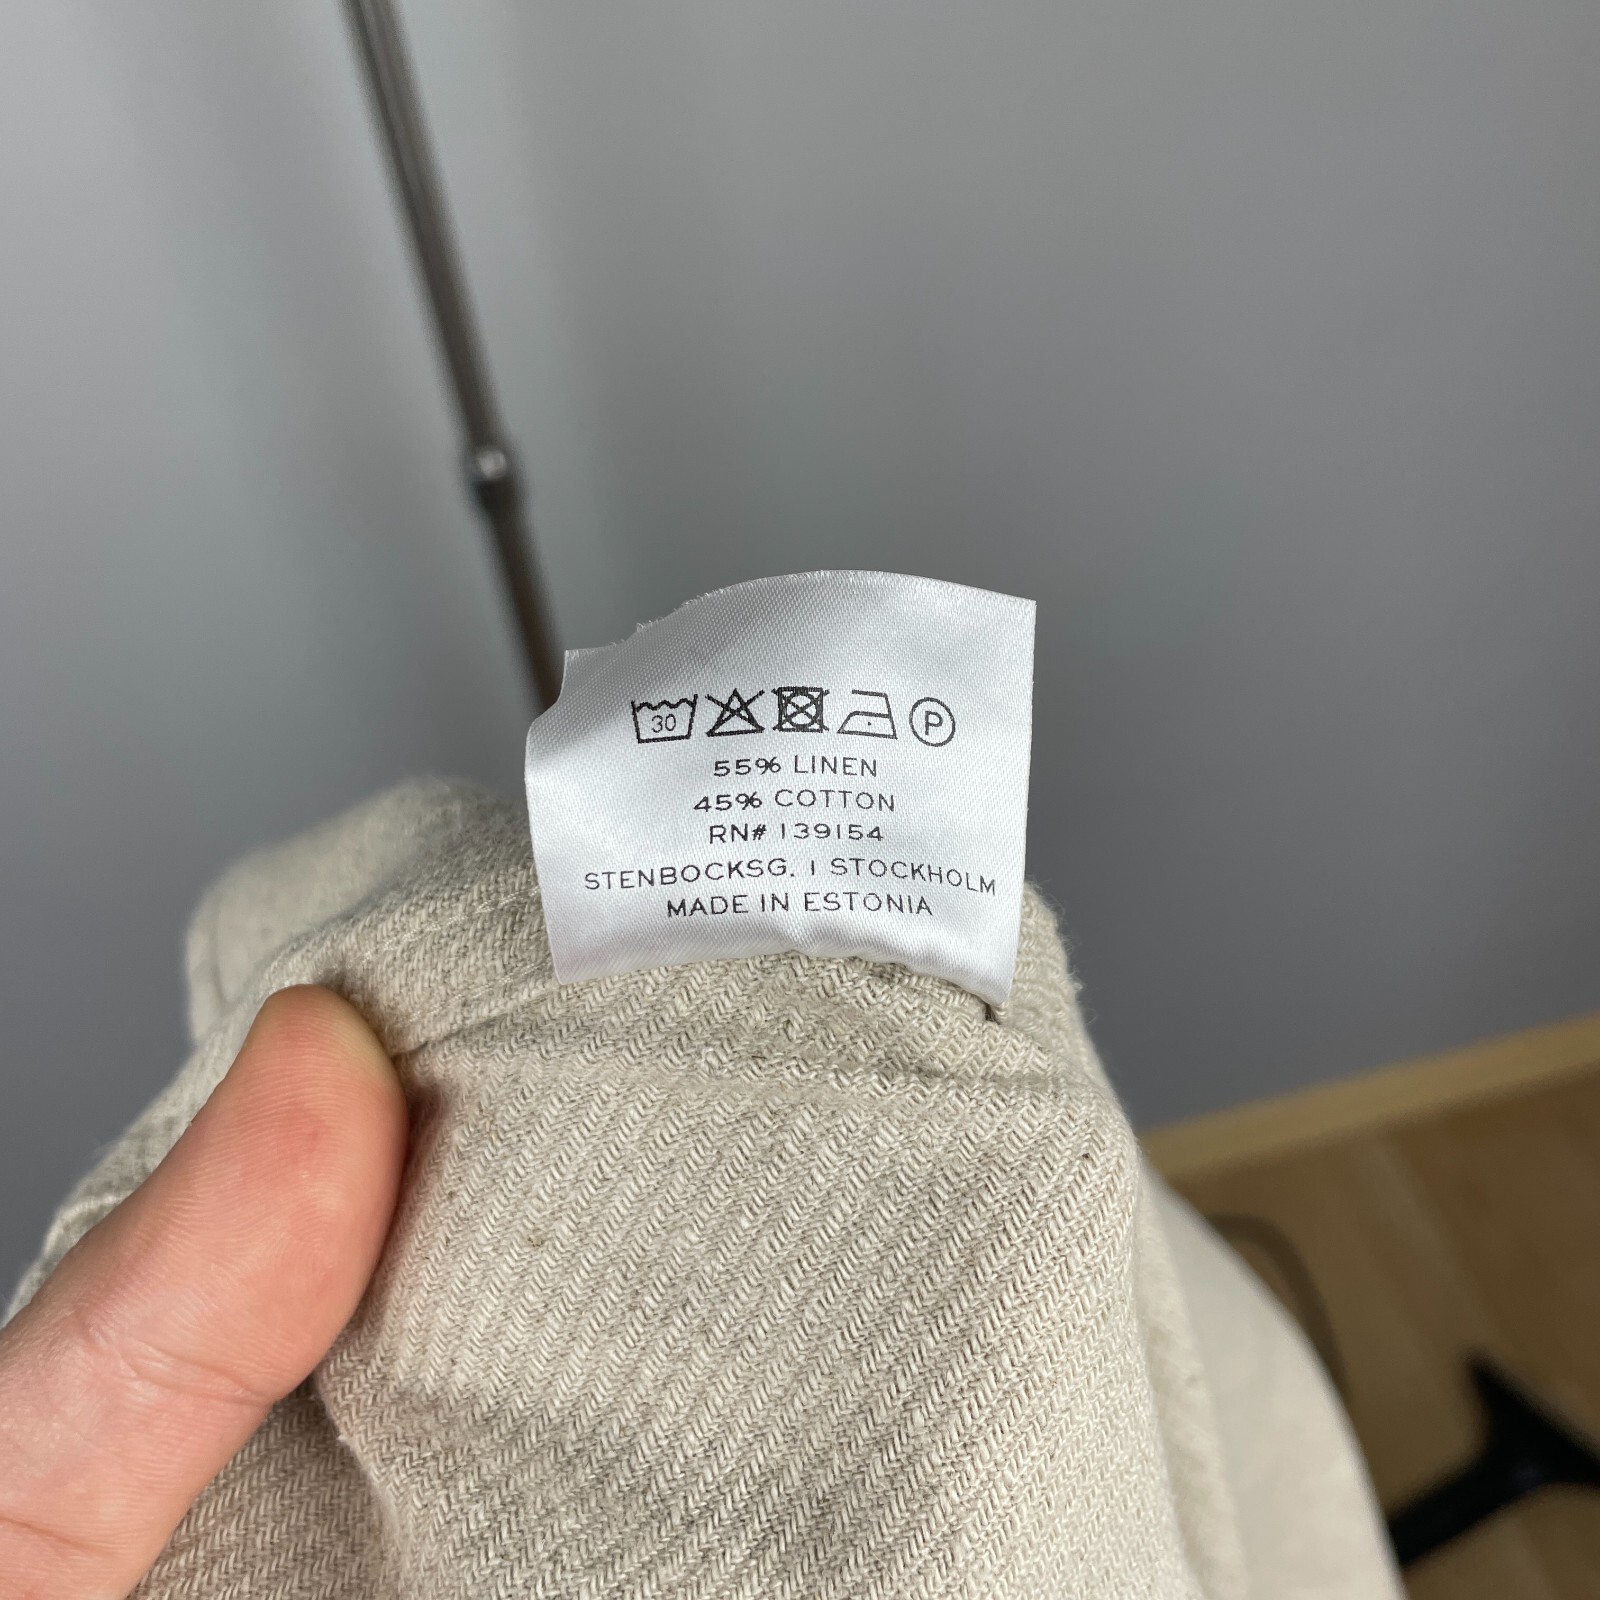 30 P
55% LINEN
45% COTTON
RN# 139154
STENBOCKSG. 1 STOCKHOLM
MADE IN ESTONIA